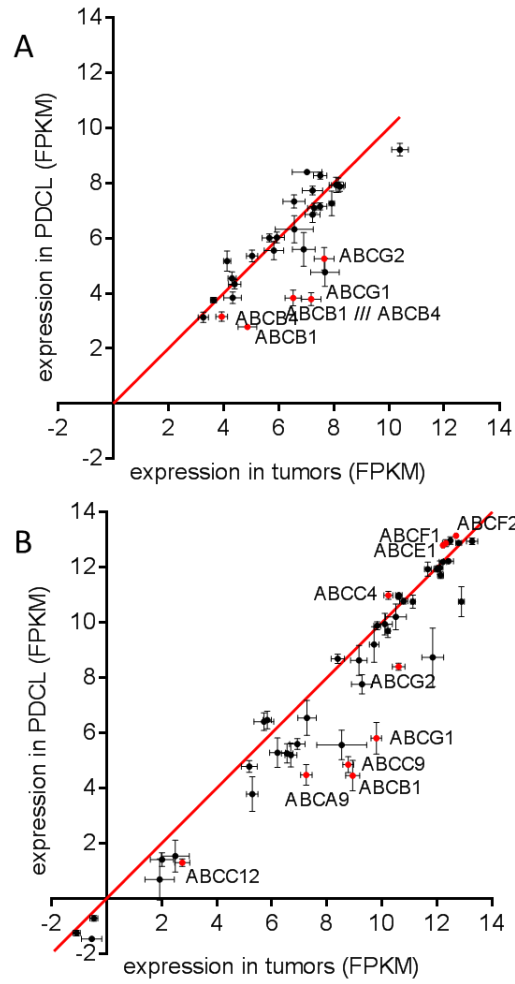 A
14
12
10
8
6
4
2
-2
expression in PDCL (FPKM)
ABCG2
ABCG1
ABCB1 /// ABCB4
ABCB4
ABCB1
-2 2 4 6 8 10 12 14
expression in tumors (FPKM)
B
14
12
10
8
6
4
2
-2
expression in PDCL (FPKM)
ABCF1
ABCF2
ABCE1
ABCC4
ABCG2
ABCG1
ABCC9
ABCA9
ABCB1
ABCC12
-2 2 4 6 8 10 12 14
expression in tumors (FPKM)